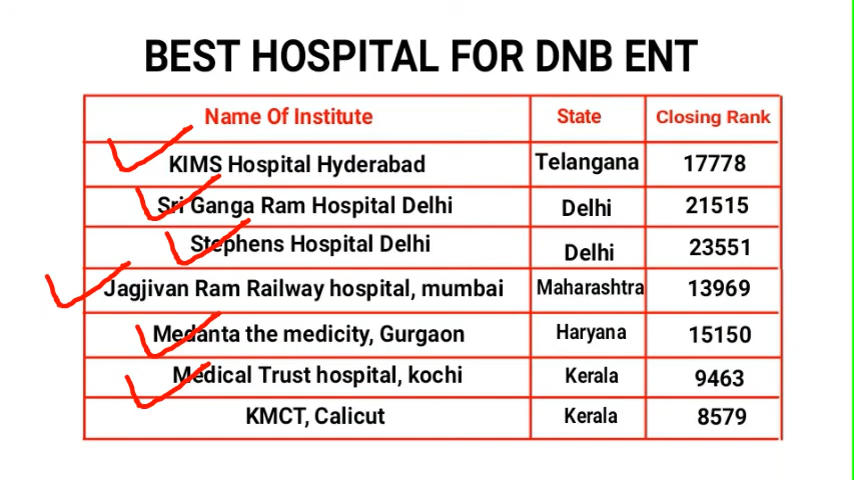 BEST HOSPITAL FOR DNB ENT
Name Of Institute State Closing Rank
KIMS Hospital Hyderabad Telangana 17778
Sri Ganga Ram Hospital Delhi Delhi 21515
Stephens Hospital Delhi Delhi 23551
Jagjivan Ram Railway hospital, mumbai Maharashtra 13969
Medanta the medicity, Gurgaon Haryana 15150
Medical Trust hospital, kochi Kerala 9463
KMCT, Calicut Kerala 8579